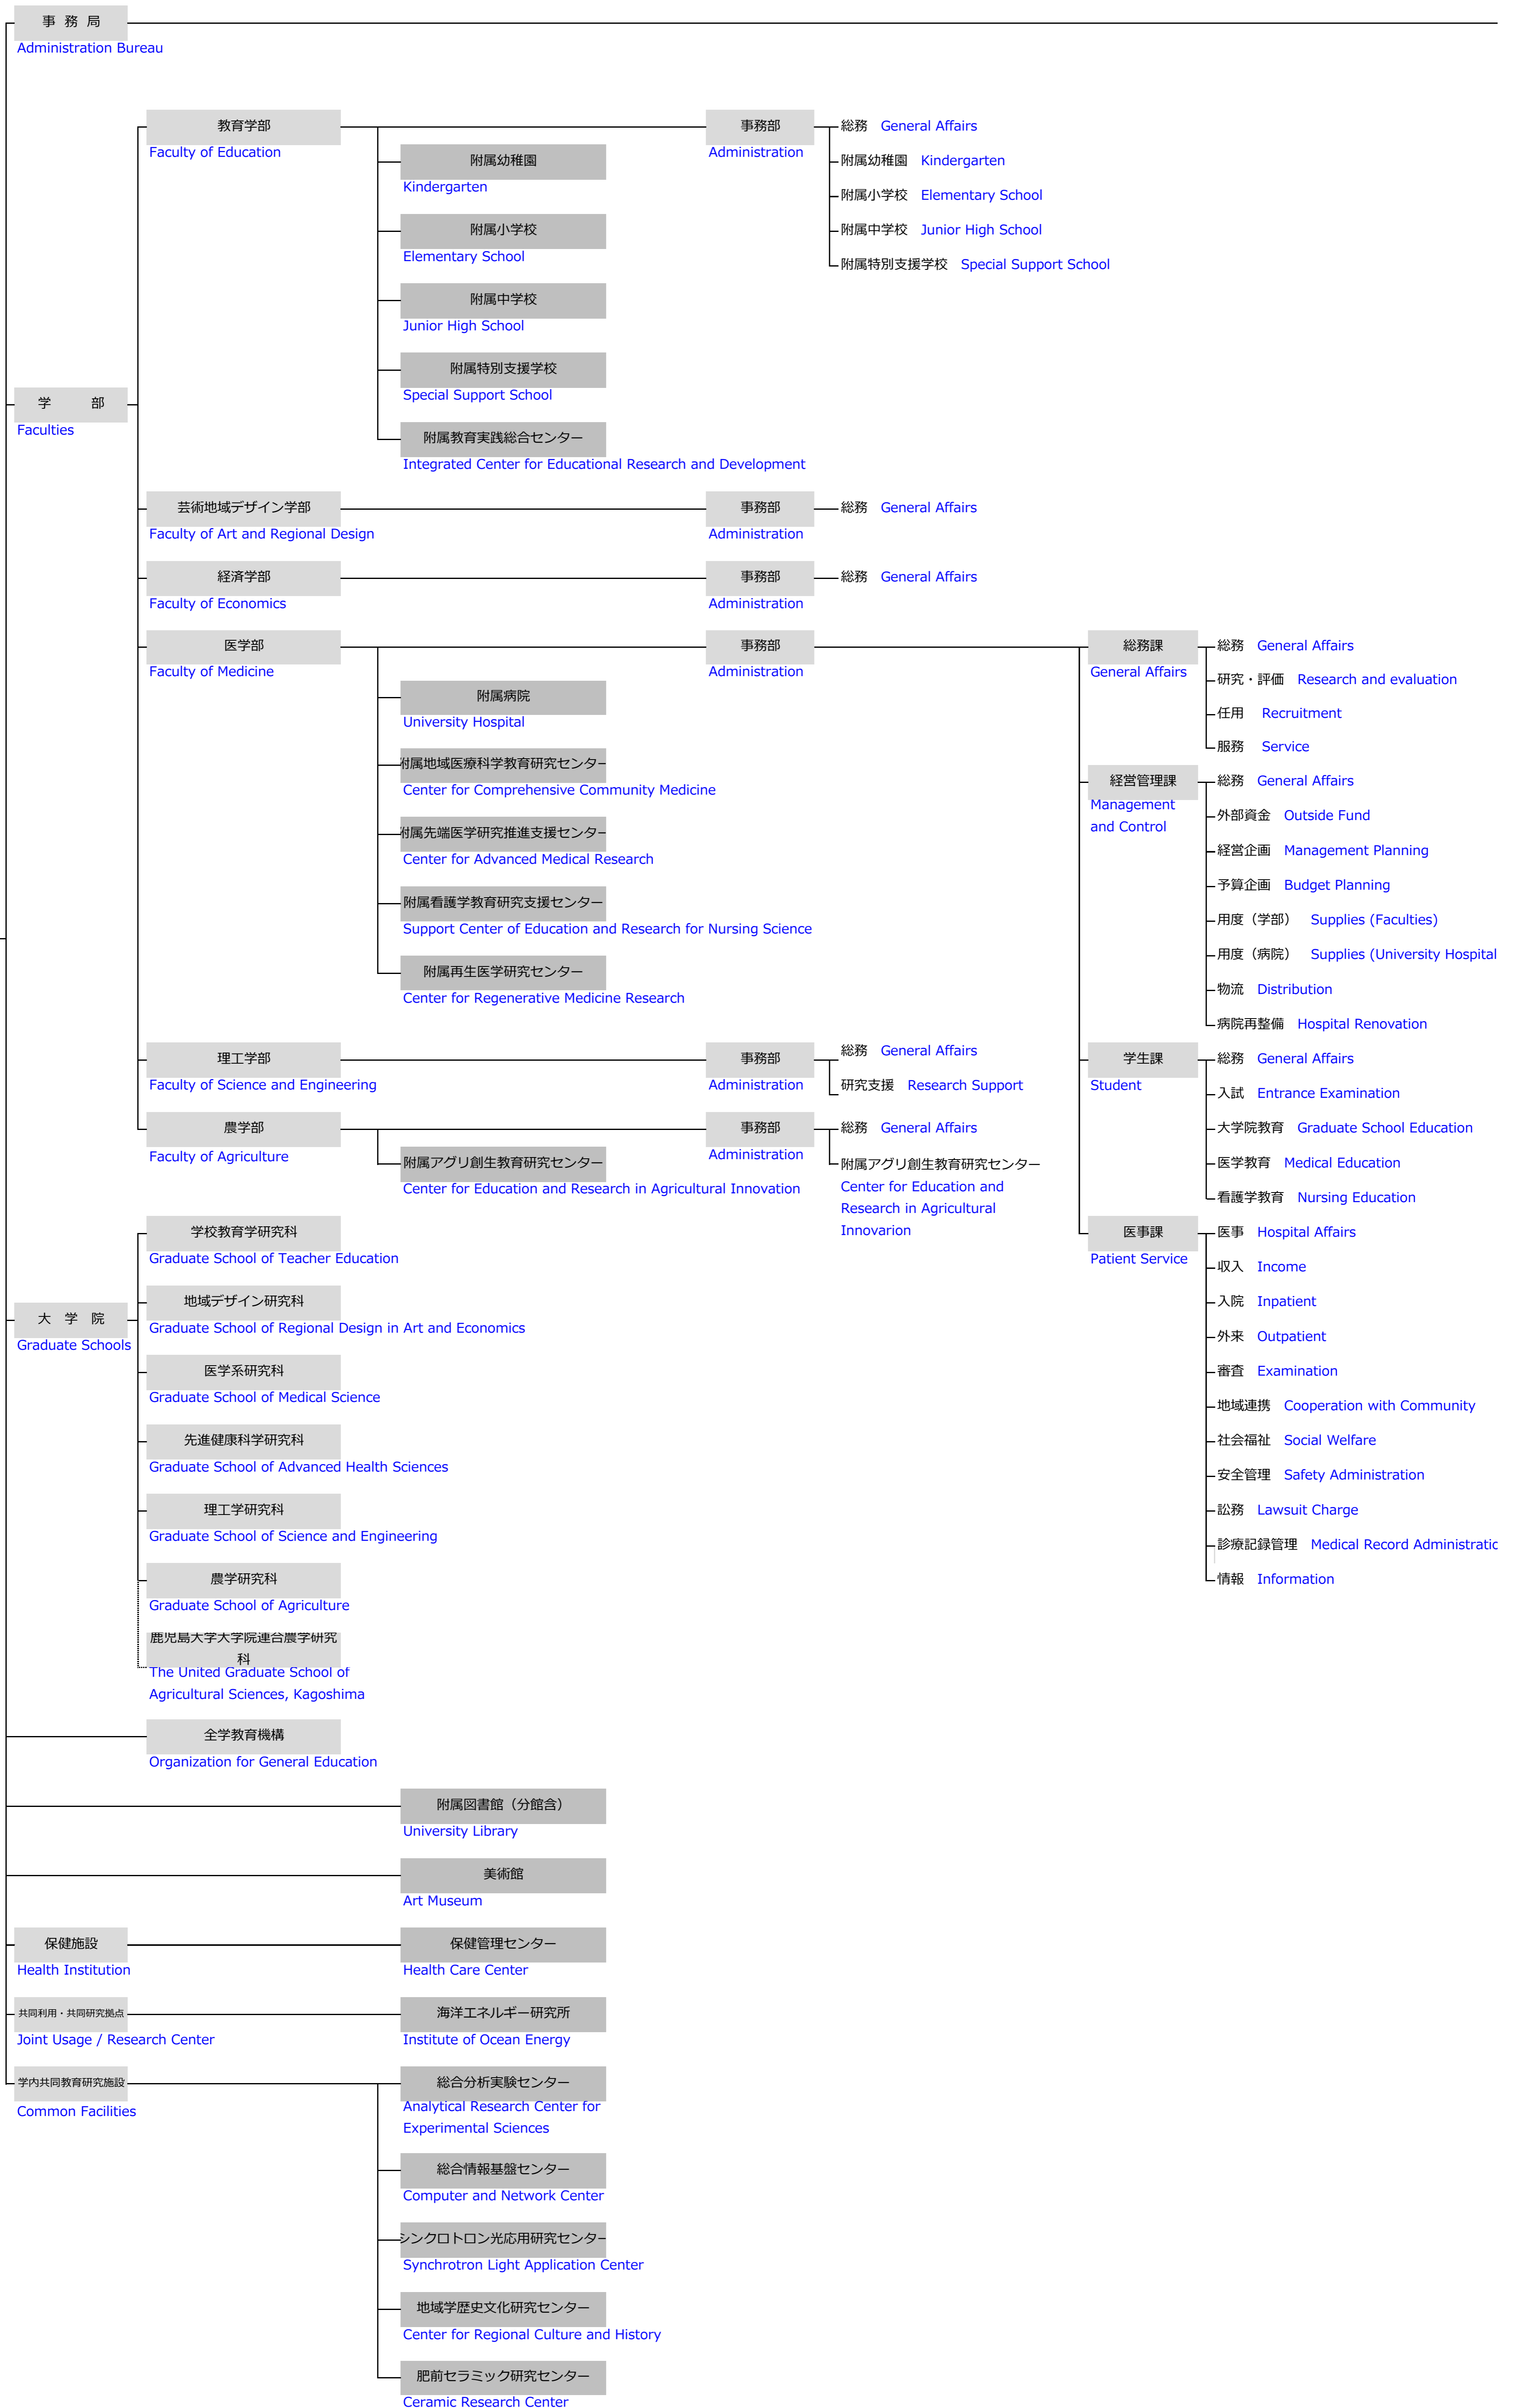 事 務 局
Administration Bureau
教育学部
Faculty of Education
事務部
Administration
総務 General Affairs
附属幼稚園 Kindergarten
附属小学校 Elementary School
附属中学校 Junior High School
附属特別支援学校 Special Support School
附属幼稚園
Kindergarten
附属小学校
Elementary School
附属中学校
Junior High School
附属特別支援学校
Special Support School
附属教育実践総合センター
Integrated Center for Educational Research and Development
学 部
Faculties
芸術地域デザイン学部
Faculty of Art and Regional Design
事務部
Administration
総務 General Affairs
経済学部
Faculty of Economics
事務部
Administration
総務 General Affairs
医学部
Faculty of Medicine
附属病院
University Hospital
附属地域医療科学教育研究センター
Center for Comprehensive Community Medicine
附属先端医学研究推進支援センター
Center for Advanced Medical Research
附属看護学教育研究支援センター
Support Center of Education and Research for Nursing Science
附属再生医学研究センター
Center for Regenerative Medicine Research
事務部
Administration
総務課
General Affairs
総務 General Affairs
研究・評価 Research and evaluation
任用 Recruitment
服務 Service
経営管理課
Management
and Control
総務 General Affairs
外部資金 Outside Fund
経営企画 Management Planning
予算企画 Budget Planning
用度（学部） Supplies (Faculties)
用度（病院） Supplies (University Hospital
物流 Distribution
病院再整備 Hospital Renovation
学生課
Student
総務 General Affairs
入試 Entrance Examination
大学院教育 Graduate School Education
医学教育 Medical Education
看護学教育 Nursing Education
医事課
Patient Service
医事 Hospital Affairs
収入 Income
入院 Inpatient
外来 Outpatient
審査 Examination
地域連携 Cooperation with Community
社会福祉 Social Welfare
安全管理 Safety Administration
訟務 Lawsuit Charge
診療記録管理 Medical Record Administratic
情報 Information
理工学部
Faculty of Science and Engineering
事務部
Administration
総務 General Affairs
研究支援 Research Support
農学部
Faculty of Agriculture
附属アグリ創生教育研究センター
Center for Education and Research in Agricultural Innovation
事務部
Administration
総務 General Affairs
附属アグリ創生教育研究センター
Center for Education and
Research in Agricultural
Innovarion
大 学 院
Graduate Schools
学校教育学研究科
Graduate School of Teacher Education
地域デザイン研究科
Graduate School of Regional Design in Art and Economics
医学系研究科
Graduate School of Medical Science
先進健康科学研究科
Graduate School of Advanced Health Sciences
理工学研究科
Graduate School of Science and Engineering
農学研究科
Graduate School of Agriculture
鹿児島大学大学院連合農学研究
科
The United Graduate School of
Agricultural Sciences, Kagoshima
全学教育機構
Organization for General Education
附属図書館（分館含）
University Library
美術館
Art Museum
保健施設
Health Institution
保健管理センター
Health Care Center
共同利用・共同研究拠点
Joint Usage / Research Center
海洋エネルギー研究所
Institute of Ocean Energy
学内共同教育研究施設
Common Facilities
総合分析実験センター
Analytical Research Center for
Experimental Sciences
総合情報基盤センター
Computer and Network Center
シンクロトロン光応用研究センター
Synchrotron Light Application Center
地域学歴史文化研究センター
Center for Regional Culture and History
肥前セラミック研究センター
Ceramic Research Center